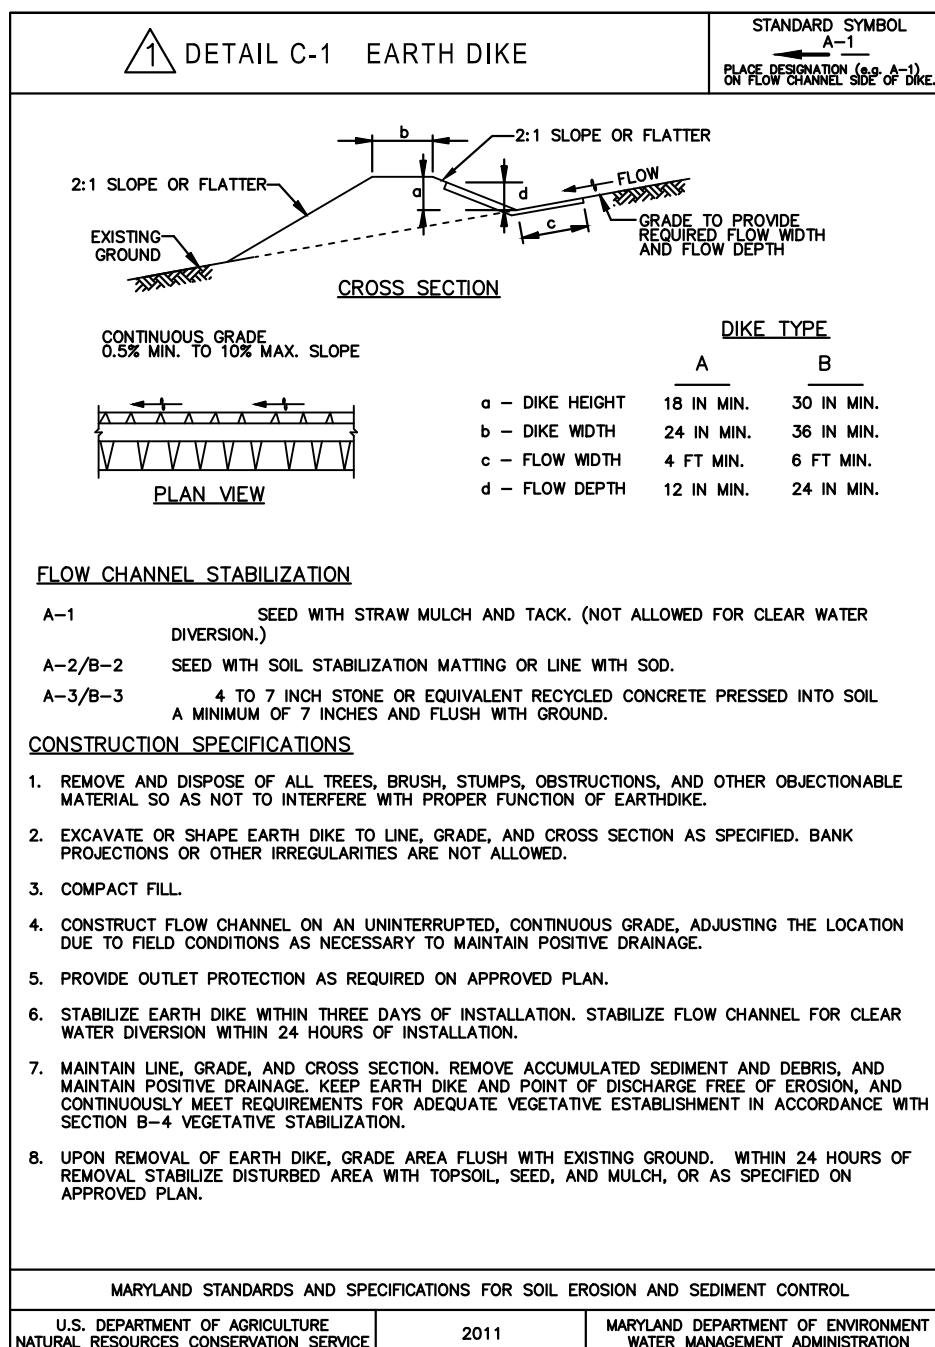 1 DETAIL C-1 EARTH DIKE
STANDARD SYMBOL
A-1
PLACE DESIGNATION (e.g. A-1)
ON FLOW CHANNEL SIDE OF DIKE.
b
2:1 SLOPE OR FLATTER
2:1 SLOPE OR FLATTER
a
d
FLOW
c
GRADE TO PROVIDE
REQUIRED FLOW WIDTH
AND FLOW DEPTH
EXISTING
GROUND
CROSS SECTION
CONTINUOUS GRADE
0.5% MIN. TO 10% MAX. SLOPE
PLAN VIEW
DIKE TYPE
A B
a - DIKE HEIGHT 18 IN MIN. 30 IN MIN.
b - DIKE WIDTH 24 IN MIN. 36 IN MIN.
c - FLOW WIDTH 4 FT MIN. 6 FT MIN.
d - FLOW DEPTH 12 IN MIN. 24 IN MIN.
FLOW CHANNEL STABILIZATION
A-1 SEED WITH STRAW MULCH AND TACK. (NOT ALLOWED FOR CLEAR WATER
DIVERSION.)
A-2/B-2 SEED WITH SOIL STABILIZATION MATTING OR LINE WITH SOD.
A-3/B-3 4 TO 7 INCH STONE OR EQUIVALENT RECYCLED CONCRETE PRESSED INTO SOIL
A MINIMUM OF 7 INCHES AND FLUSH WITH GROUND.
CONSTRUCTION SPECIFICATIONS
1. REMOVE AND DISPOSE OF ALL TREES, BRUSH, STUMPS, OBSTRUCTIONS, AND OTHER OBJECTIONABLE
MATERIAL SO AS NOT TO INTERFERE WITH PROPER FUNCTION OF EARTHDIKE.
2. EXCAVATE OR SHAPE EARTH DIKE TO LINE, GRADE, AND CROSS SECTION AS SPECIFIED. BANK
PROJECTIONS OR OTHER IRREGULARITIES ARE NOT ALLOWED.
3. COMPACT FILL.
4. CONSTRUCT FLOW CHANNEL ON AN UNINTERRUPTED, CONTINUOUS GRADE, ADJUSTING THE LOCATION
DUE TO FIELD CONDITIONS AS NECESSARY TO MAINTAIN POSITIVE DRAINAGE.
5. PROVIDE OUTLET PROTECTION AS REQUIRED ON APPROVED PLAN.
6. STABILIZE EARTH DIKE WITHIN THREE DAYS OF INSTALLATION. STABILIZE FLOW CHANNEL FOR CLEAR
WATER DIVERSION WITHIN 24 HOURS OF INSTALLATION.
7. MAINTAIN LINE, GRADE, AND CROSS SECTION. REMOVE ACCUMULATED SEDIMENT AND DEBRIS, AND
MAINTAIN POSITIVE DRAINAGE. KEEP EARTH DIKE AND POINT OF DISCHARGE FREE OF EROSION, AND
CONTINUOUSLY MEET REQUIREMENTS FOR ADEQUATE VEGETATIVE ESTABLISHMENT IN ACCORDANCE WITH
SECTION B-4 VEGETATIVE STABILIZATION.
8. UPON REMOVAL OF EARTH DIKE, GRADE AREA FLUSH WITH EXISTING GROUND. WITHIN 24 HOURS OF
REMOVAL STABILIZE DISTURBED AREA WITH TOPSOIL, SEED, AND MULCH, OR AS SPECIFIED ON
APPROVED PLAN.
MARYLAND STANDARDS AND SPECIFICATIONS FOR SOIL EROSION AND SEDIMENT CONTROL
U.S. DEPARTMENT OF AGRICULTURE
NATURAL RESOURCES CONSERVATION SERVICE
2011
MARYLAND DEPARTMENT OF ENVIRONMENT
WATER MANAGEMENT ADMINISTRATION